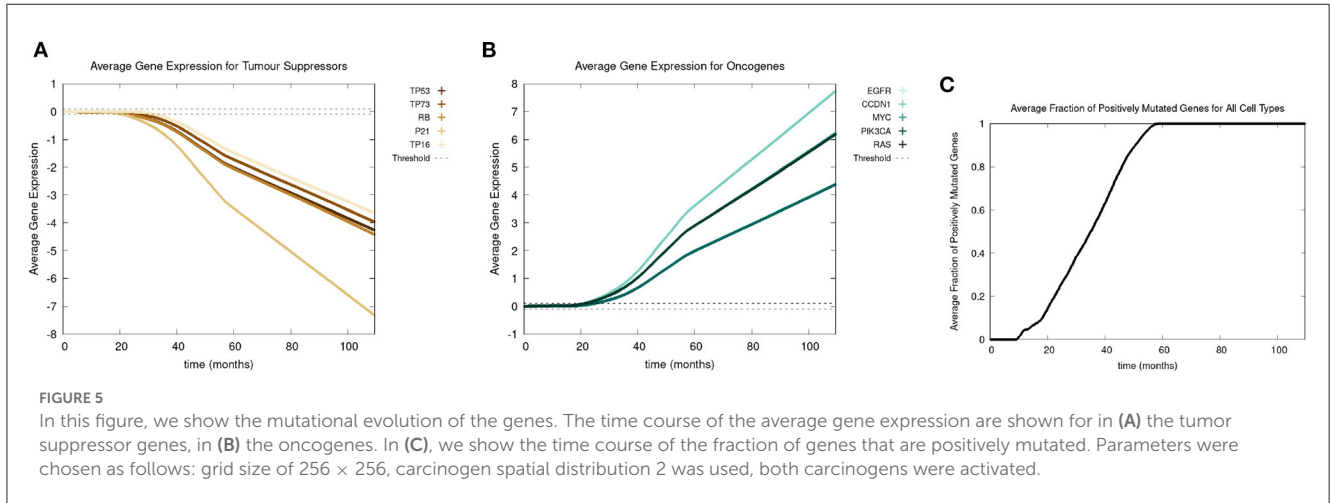 A
Average Gene Expression for Tumour Suppressors
1
0
-1
-2
-3
-4
-5
-6
-7
-8
Average Gene Expression
0 20 40 60 80 100
time (months)
TP53
TP73
RB
P21
TP16
Threshold
B
Average Gene Expression for Oncogenes
8
7
6
5
4
3
2
1
0
-1
Average Gene Expression
0 20 40 60 80 100
time (months)
EGFR
CCDN1
MYC
PIK3CA
RAS
Threshold
C
Average Fraction of Positively Mutated Genes for All Cell Types
1
0.8
0.6
0.4
0.2
0
Average Fraction of Positively Mutated Genes
0 20 40 60 80 100
time (months)
FIGURE 5
In this figure, we show the mutational evolution of the genes. The time course of the average gene expression are shown for in (A) the tumor
suppressor genes, in (B) the oncogenes. In (C), we show the time course of the fraction of genes that are positively mutated. Parameters were
chosen as follows: grid size of 256 × 256, carcinogen spatial distribution 2 was used, both carcinogens were activated.